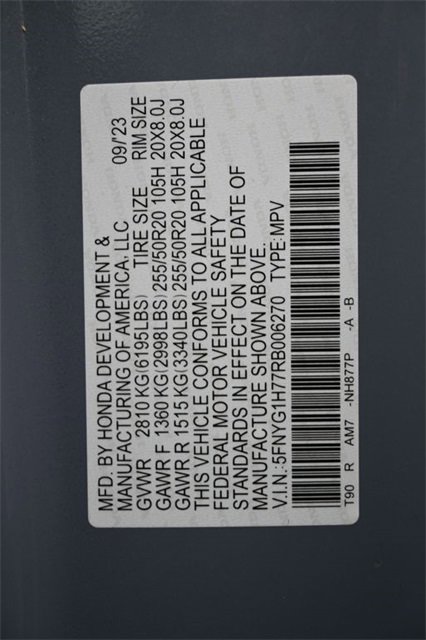 MFD. BY HONDA DEVELOPMENT &
MANUFACTURING OF AMERICA, LLC 09/'23
GVWR 2810 KG(6195LBS) TIRE SIZE RIM SIZE
GAWR F 1360 KG(2998LBS) 255/50R20 105H 20X8.0J
GAWR R 1515 KG(3340LBS) 255/50R20 105H 20X8.0J
THIS VEHICLE CONFORMS TO ALL APPLICABLE
FEDERAL MOTOR VEHICLE SAFETY
STANDARDS IN EFFECT ON THE DATE OF
MANUFACTURE SHOWN ABOVE.
V.I.N.:5FNYG1H77RB006270 TYPE:MPV
T90 R AM7 -NH877P -A -B